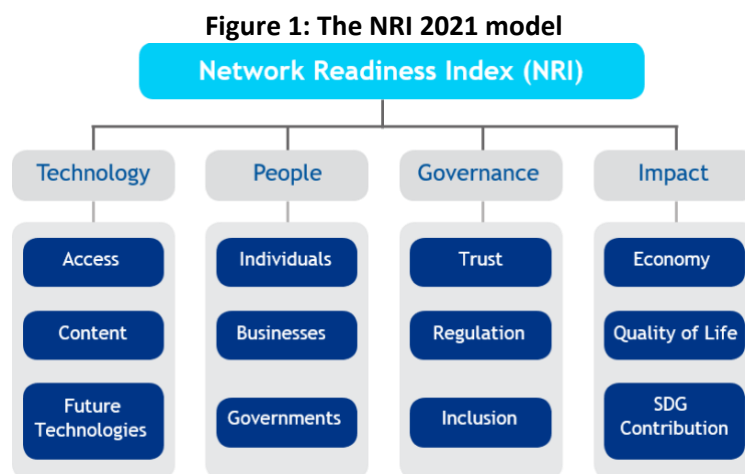 Figure 1: The NRI 2021 model
Network Readiness Index (NRI)
Technology
People
Governance
Impact
Access
Individuals
Trust
Economy
Content
Businesses
Regulation
Quality of Life
Future
Technologies
Governments
Inclusion
SDG
Contribution